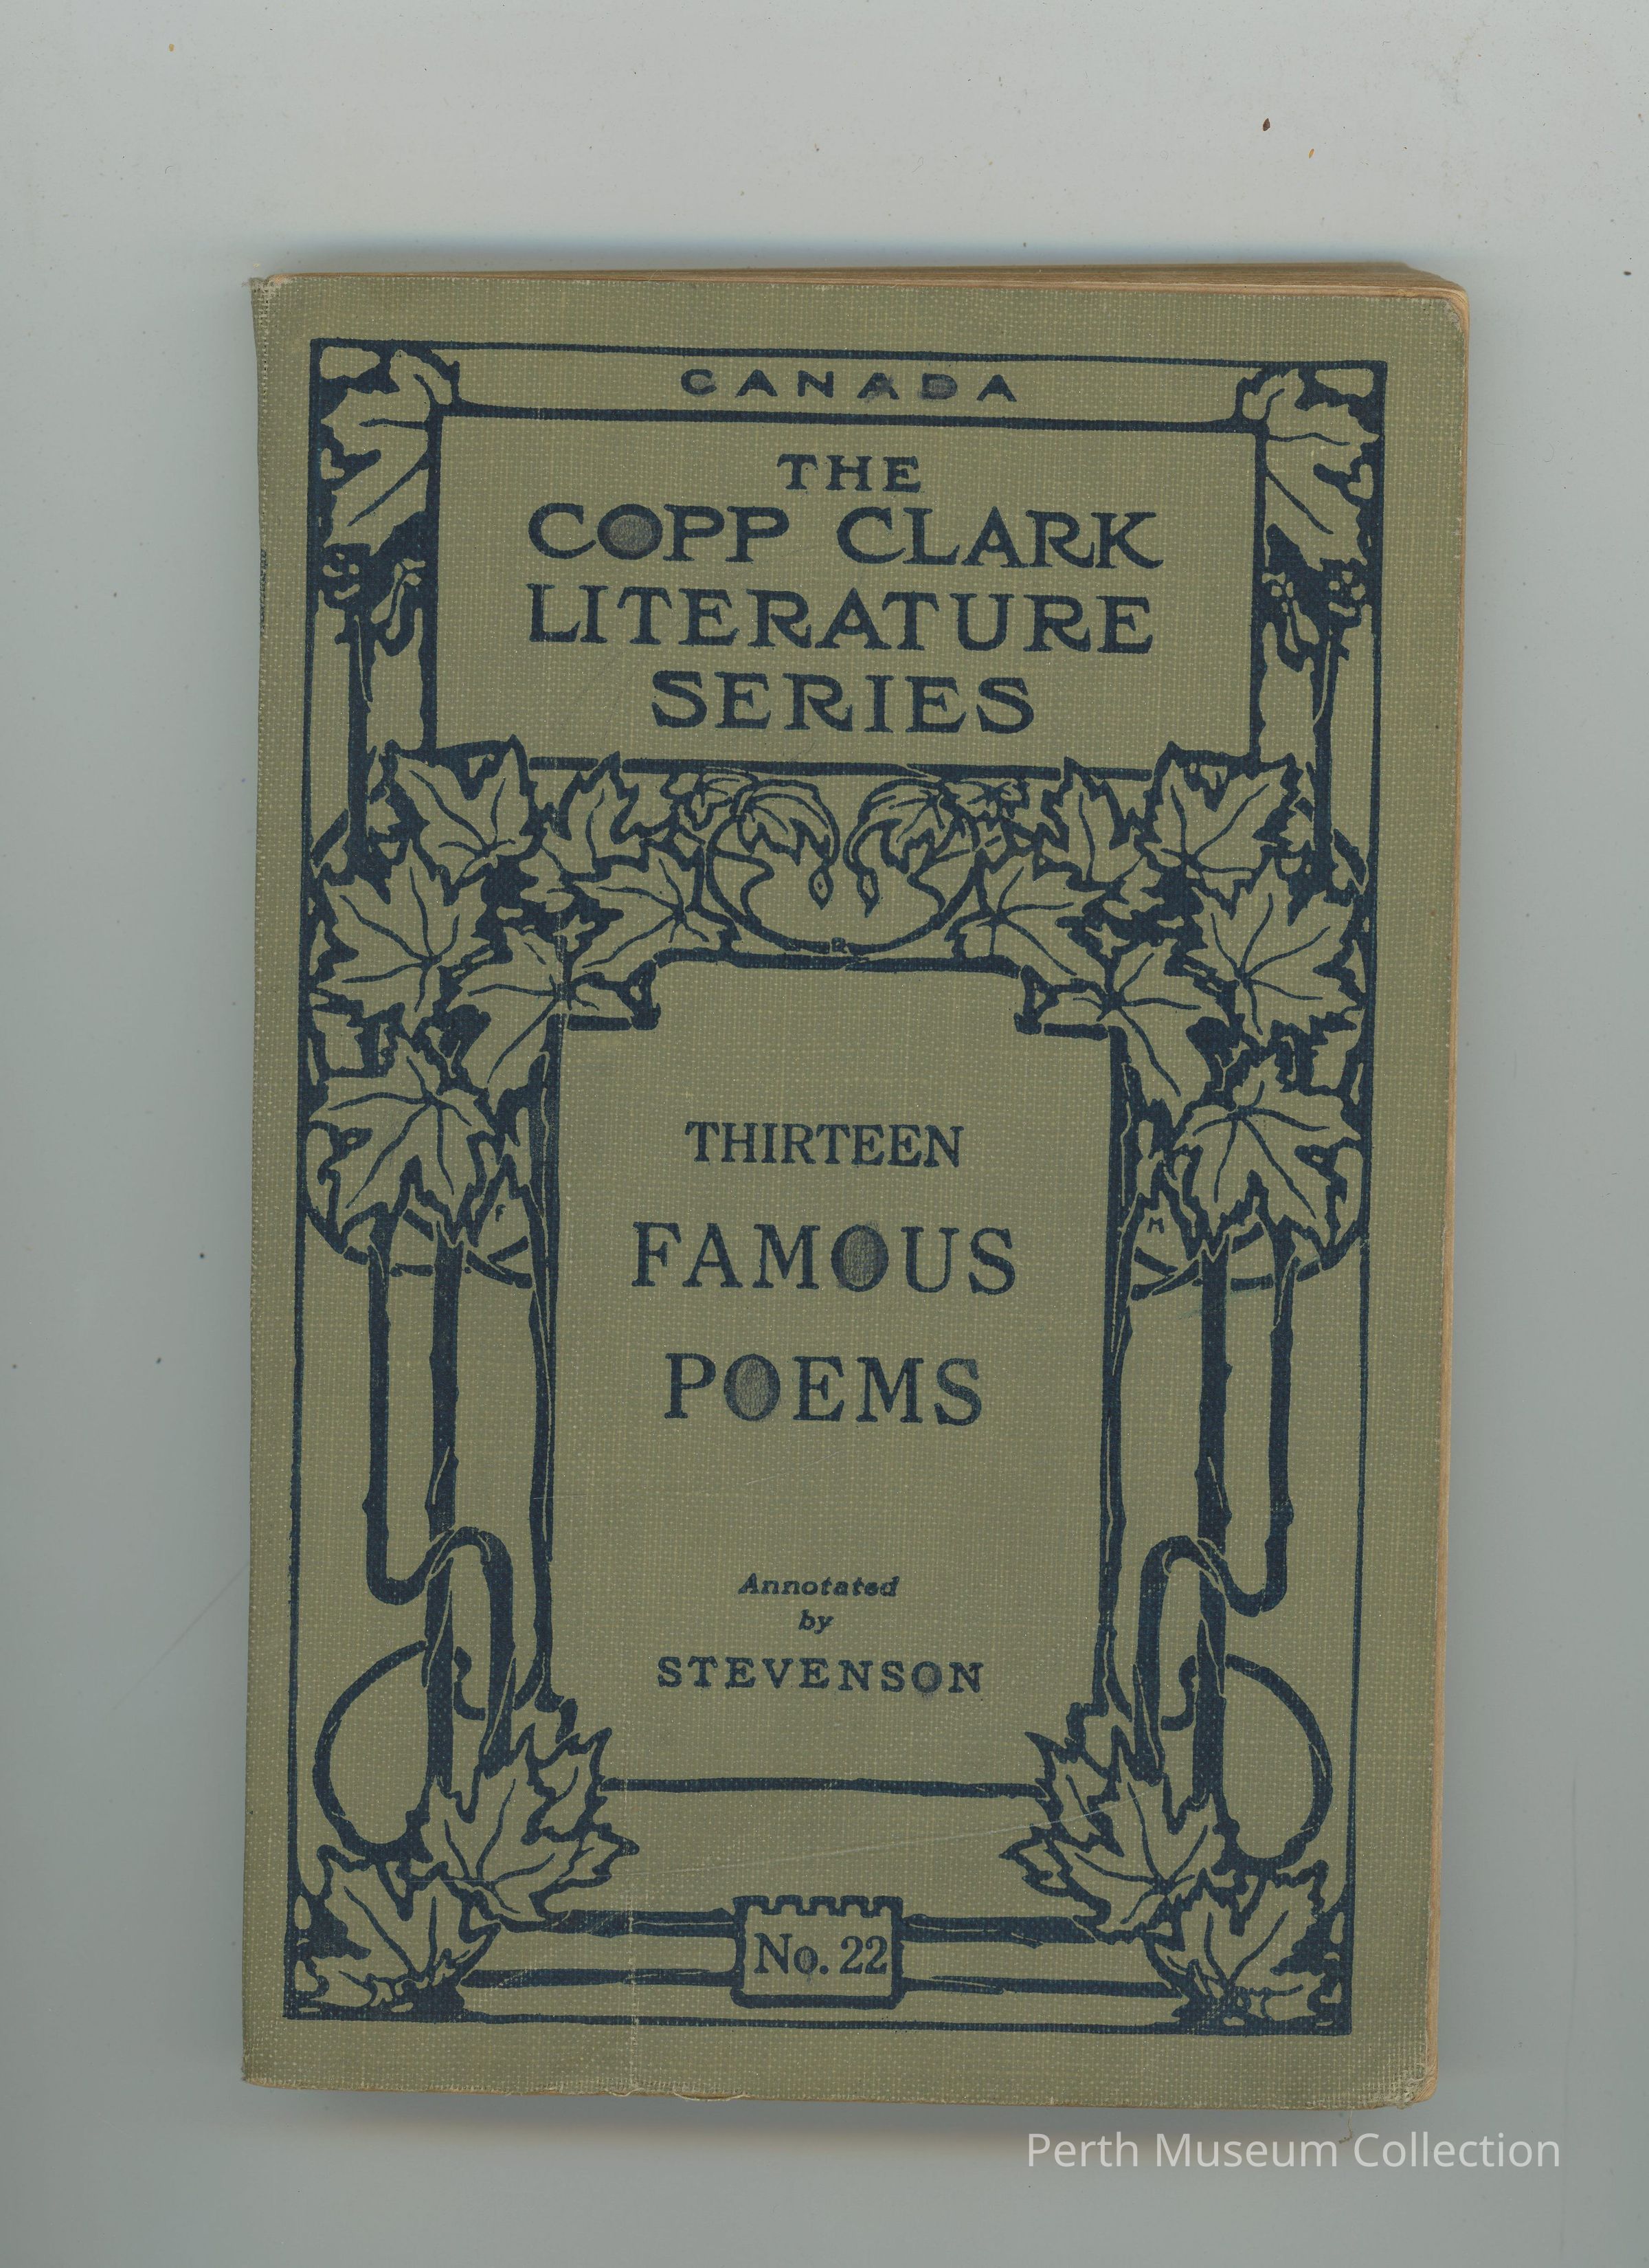 CANADA
THE
COPP CLARK
LITERATURE
SERIES
F
M
THIRTEEN
FAMOUS
POEMS
Annotated
by
STEVENSON
No. 22
Perth Museum Collection